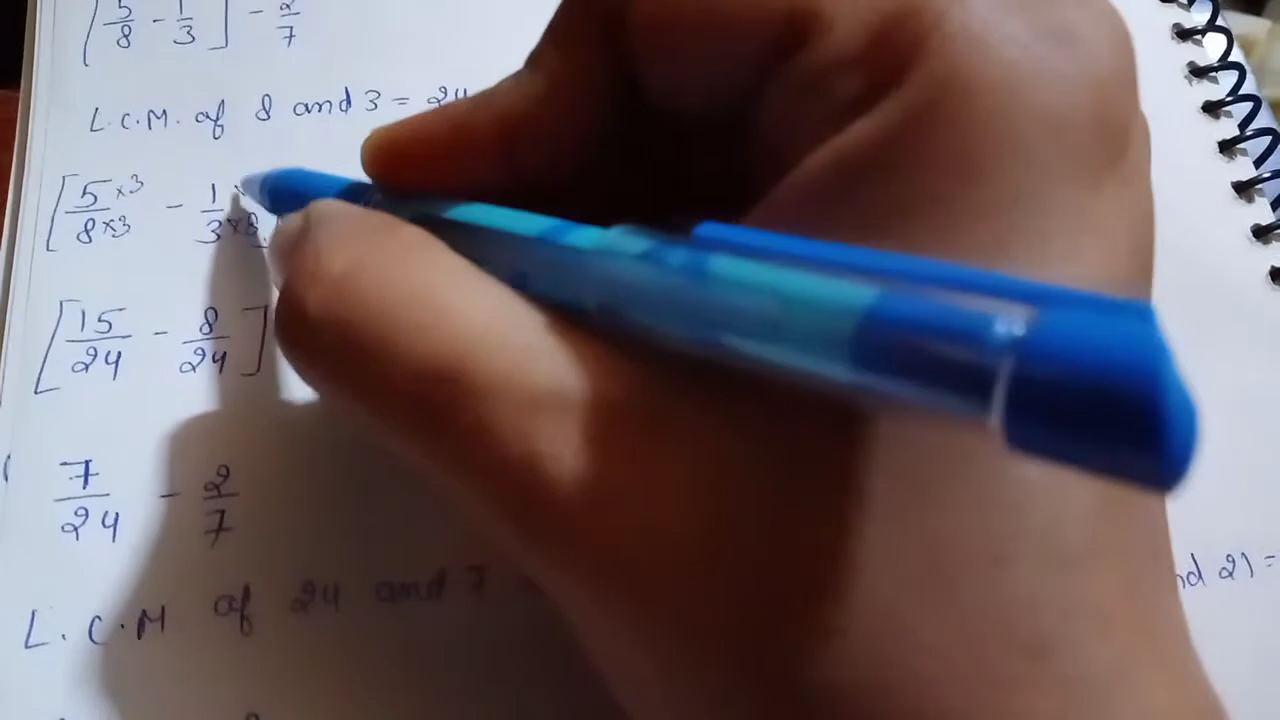 [5/8 - 1/3] - 2/7
L.C.M. of 8 and 3 = 24
[5×3/8×3 - 1/3×8
[15/24 - 8/24]
7/24 - 2/7
L.C.M of 24 and 7
nd 21 =